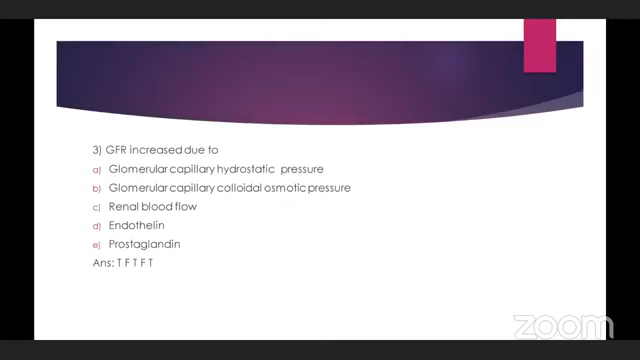 3) GFR increased due to
a) Glomerular capillary hydrostatic pressure
b) Glomerular capillary colloidal osmotic pressure
c) Renal blood flow
d) Endothelin
e) Prostaglandin
Ans: T F T F T
zoom